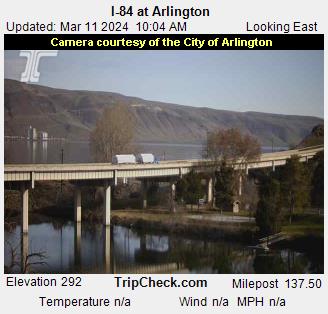 I-84 at Arlington
Updated: Mar 11 2024 10:04 AM Looking East
Camera courtesy of the City of Arlington
Elevation 292 TripCheck.com Milepost 137.50
Temperature n/a Wind n/a MPH n/a